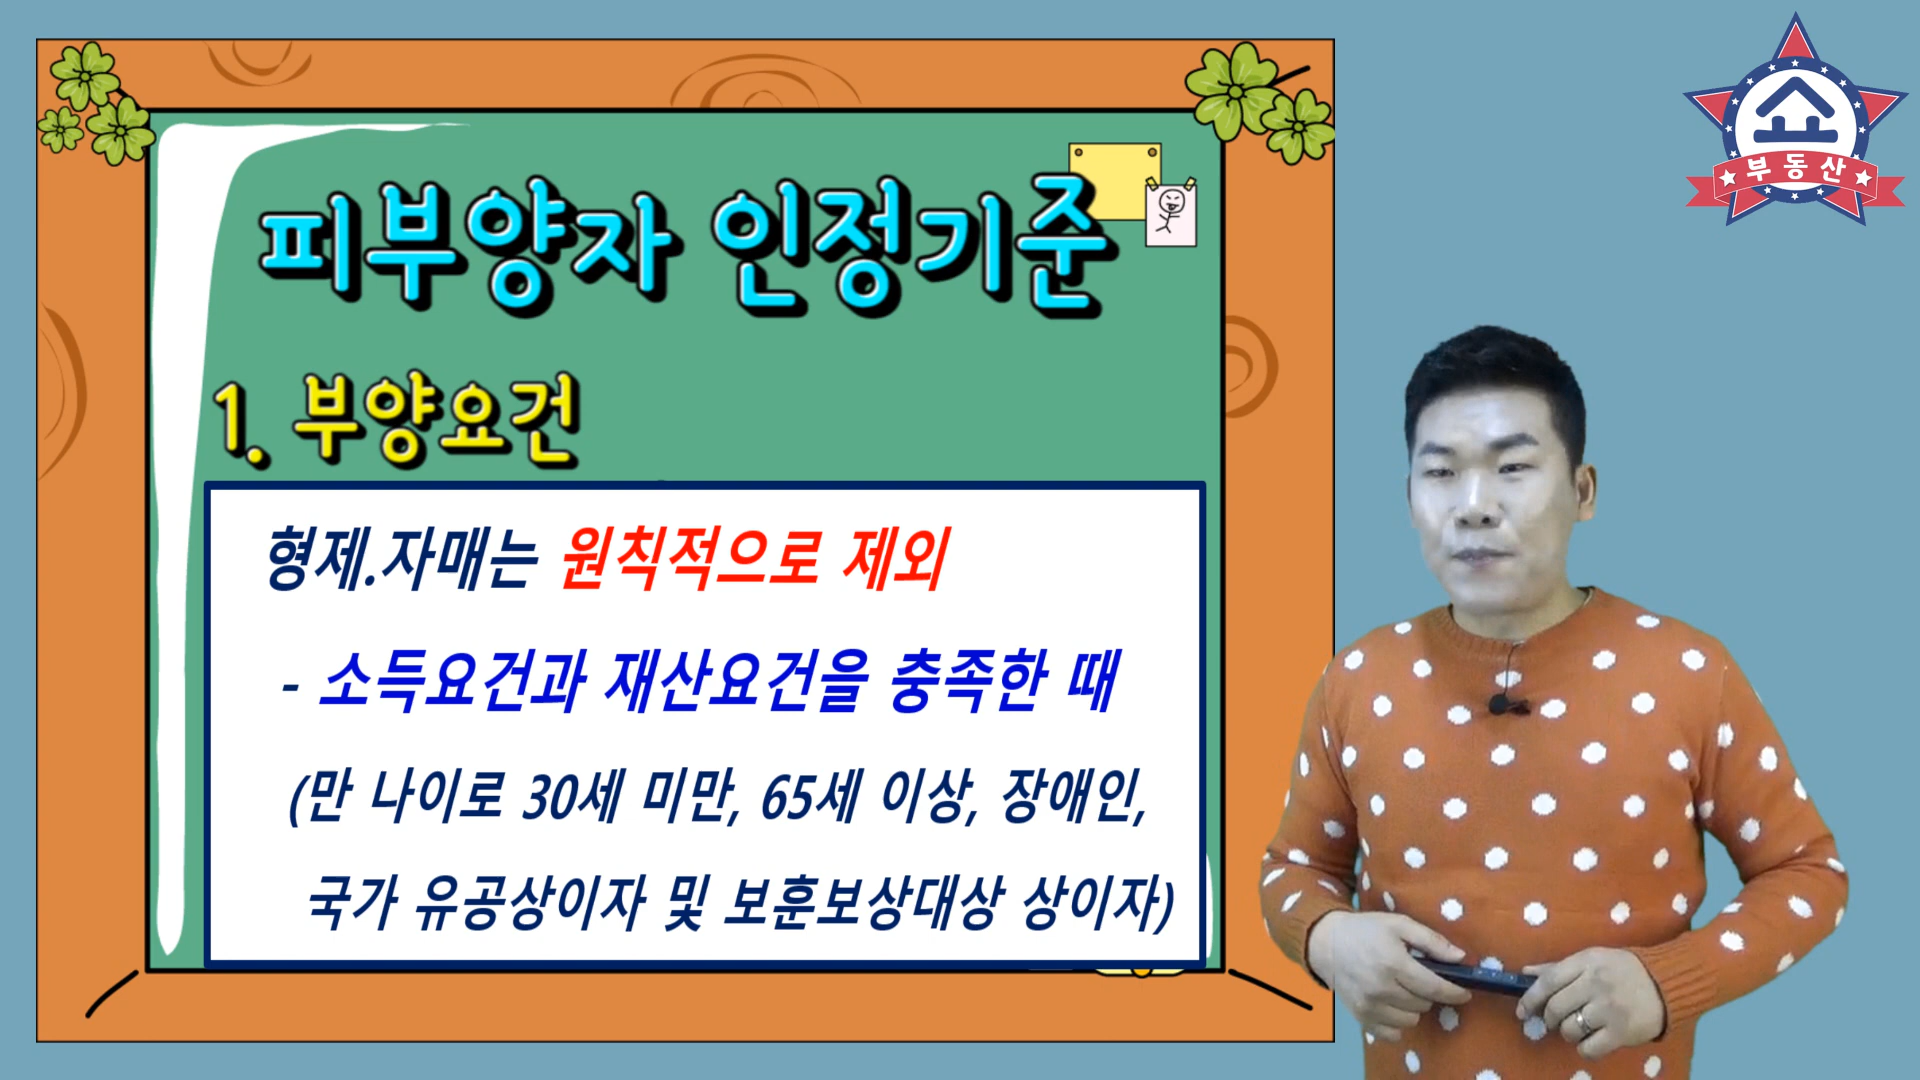 쇼
부동산
피부양자 인정기준
1. 부양요건
형제.자매는 원칙적으로 제외
- 소득요건과 재산요건을 충족한 때
(만 나이로 30세 미만, 65세 이상, 장애인,
국가 유공상이자 및 보훈보상대상 상이자)